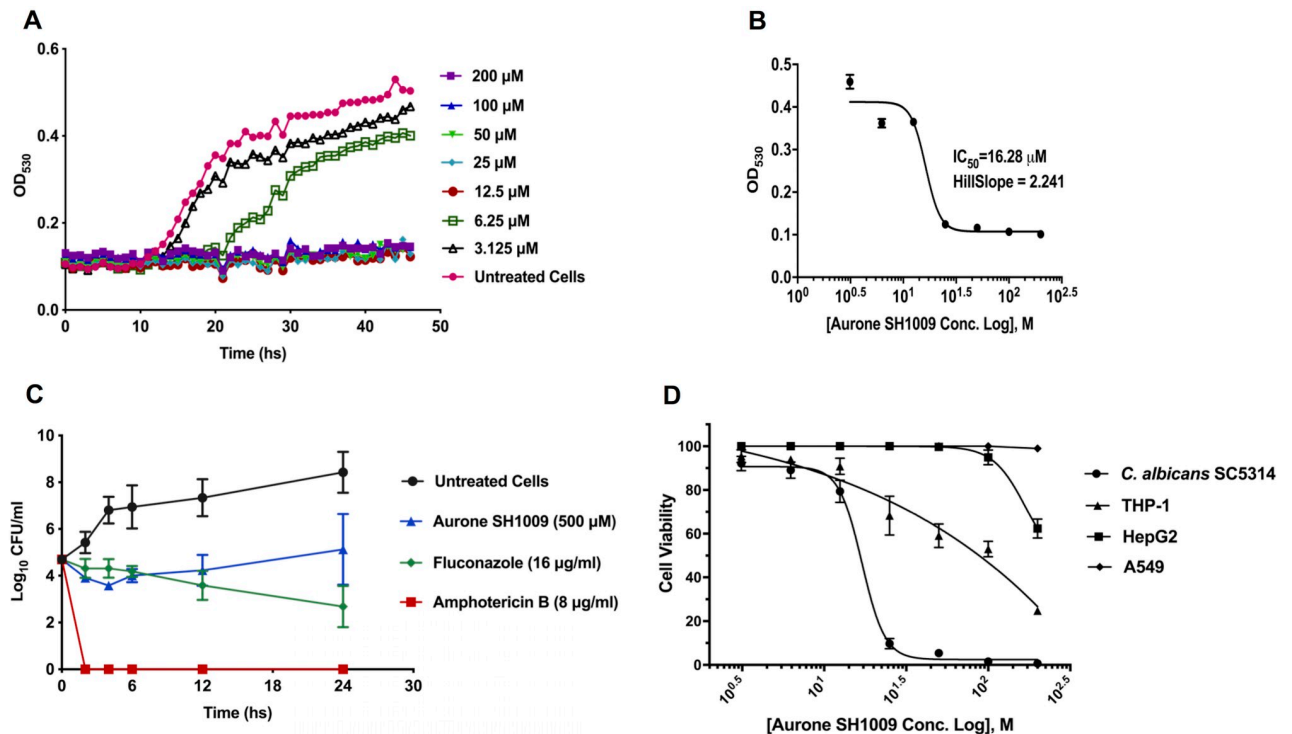 A
0.6
0.4
0.2
0.0
OD530
0 10 20 30 40 50
Time (hs)
200 µM
100 µM
50 µM
25 µM
12.5 µM
6.25 µM
3.125 µM
Untreated Cells
B
0.5
0.4
0.3
0.2
0.1
0.0
OD530
IC50=16.28 µM
HillSlope = 2.241
10^0 10^0.5 10^1 10^1.5 10^2 10^2.5
[Aurone SH1009 Conc. Log], M
C
10
8
6
4
2
0
Log10 CFU/ml
0 6 12 18 24 30
Time (hs)
Untreated Cells
Aurone SH1009 (500 µM)
Fluconazole (16 µg/ml)
Amphotericin B (8 µg/ml)
D
100
80
60
40
20
0
Cell Viability
10^0.5 10^1 10^1.5 10^2 10^2.5
[Aurone SH1009 Conc. Log], M
C. albicans SC5314
THP-1
HepG2
A549